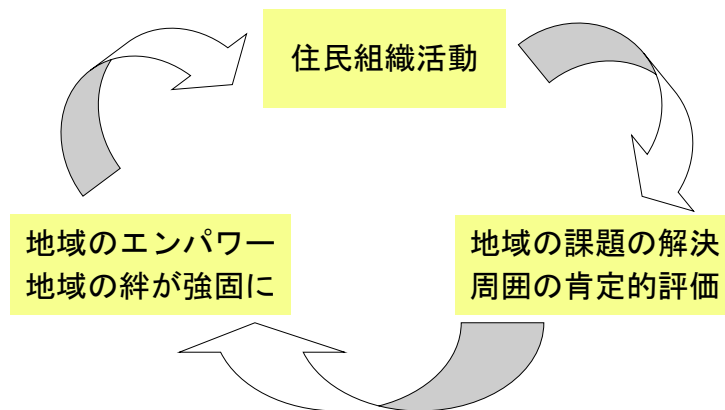 住民組織活動
地域のエンパワー
地域の絆が強固に
地域の課題の解決
周囲の肯定的評価